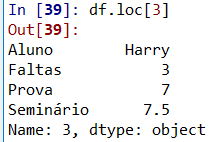 In [39]: df.loc[3]
Out[39]:
Aluno         Harry
Faltas            3
Prova             7
Seminário       7.5
Name: 3, dtype: object